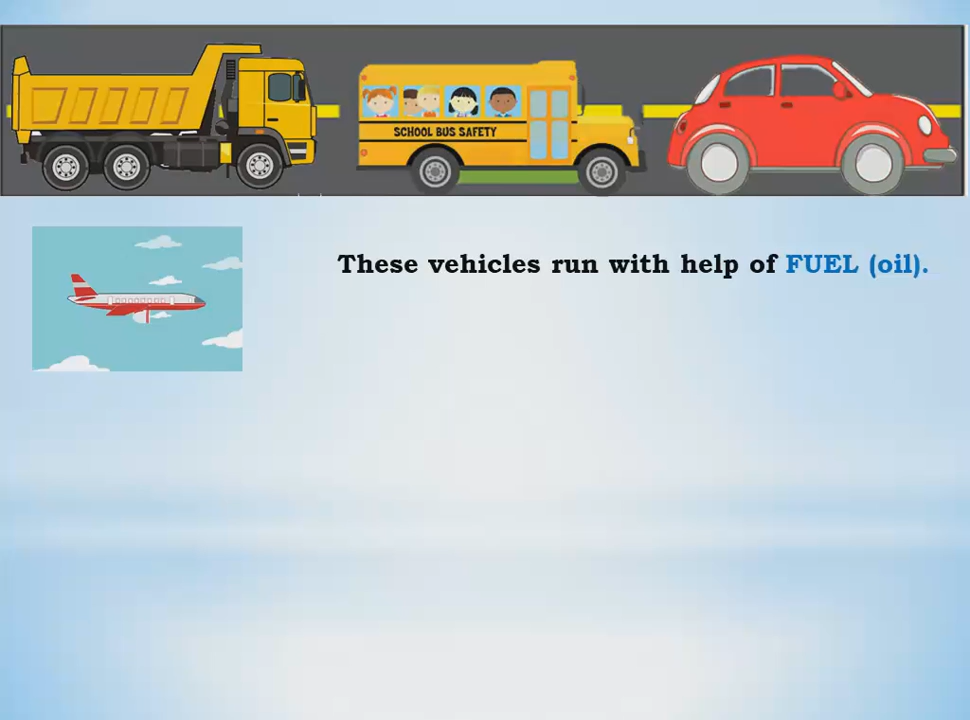 SCHOOL BUS SAFETY
These vehicles run with help of FUEL (oil).